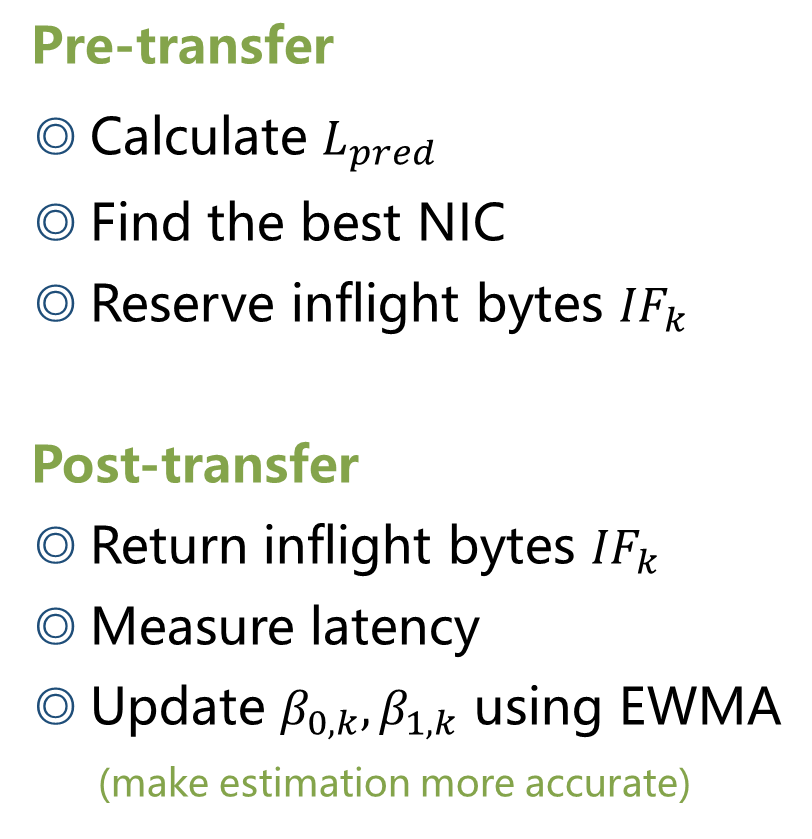 Pre-transfer
◎ Calculate $L_{pred}$
◎ Find the best NIC
◎ Reserve inflight bytes $IF_k$
Post-transfer
◎ Return inflight bytes $IF_k$
◎ Measure latency
◎ Update $\beta_{0,k}, \beta_{1,k}$ using EWMA
(make estimation more accurate)